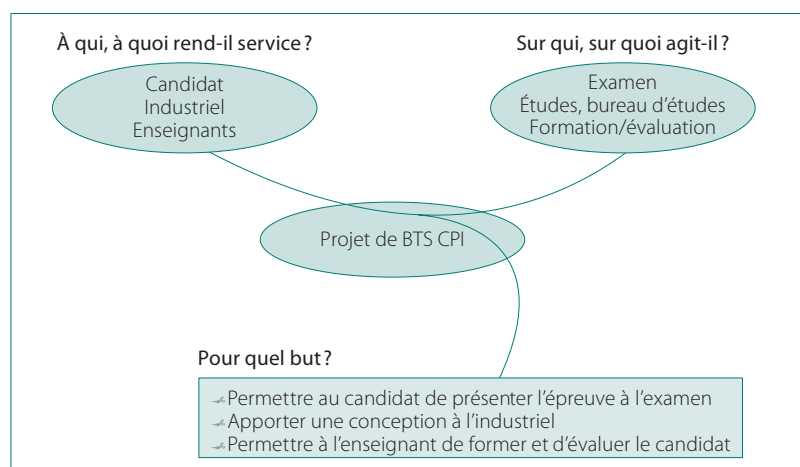 À qui, à quoi rend-il service ?
Sur qui, sur quoi agit-il ?
Candidat
Industriel
Enseignants
Examen
Études, bureau d’études
Formation/évaluation
Projet de BTS CPI
Pour quel but ?
Permettre au candidat de présenter l’épreuve à l’examen
Apporter une conception à l’industriel
Permettre à l’enseignant de former et d’évaluer le candidat